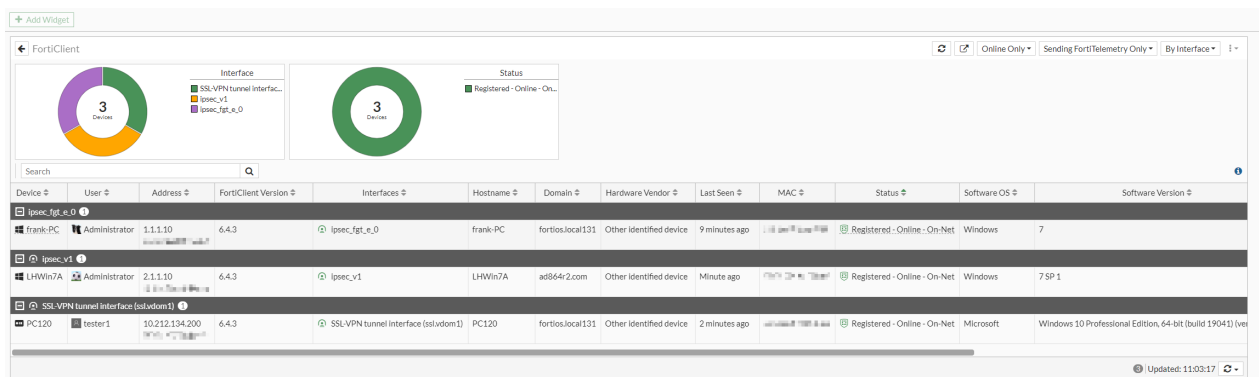 + Add Widget
FortiClient
Online Only
Sending FortiTelemetry Only
By Interface
3
Devices
Interface
SSL-VPN tunnel interfac...
ipsec_v1
ipsec_fgt_e_0
3
Devices
Status
Registered - Online - On...
Search
Device User Address FortiClient Version Interfaces Hostname Domain Hardware Vendor Last Seen MAC Status Software OS Software Version
ipsec_fgt_e_0 1
frank-PC Administrator 1.1.1.10 6.4.3 ipsec_fgt_e_0 frank-PC fortios.local131 Other identified device 9 minutes ago Registered - Online - On-Net Windows 7
ipsec_v1 1
LHWin7A Administrator 2.1.1.10 6.4.3 ipsec_v1 LHWin7A ad864r2.com Other identified device Minute ago Registered - Online - On-Net Windows 7 SP 1
SSL-VPN tunnel interface (ssl.vdom1) 1
PC120 tester1 10.212.134.200 6.4.3 SSL-VPN tunnel interface (ssl.vdom1) PC120 fortios.local131 Other identified device 2 minutes ago Registered - Online - On-Net Microsoft Windows 10 Professional Edition, 64-bit (build 19041) (ver
3 Updated: 11:03:17